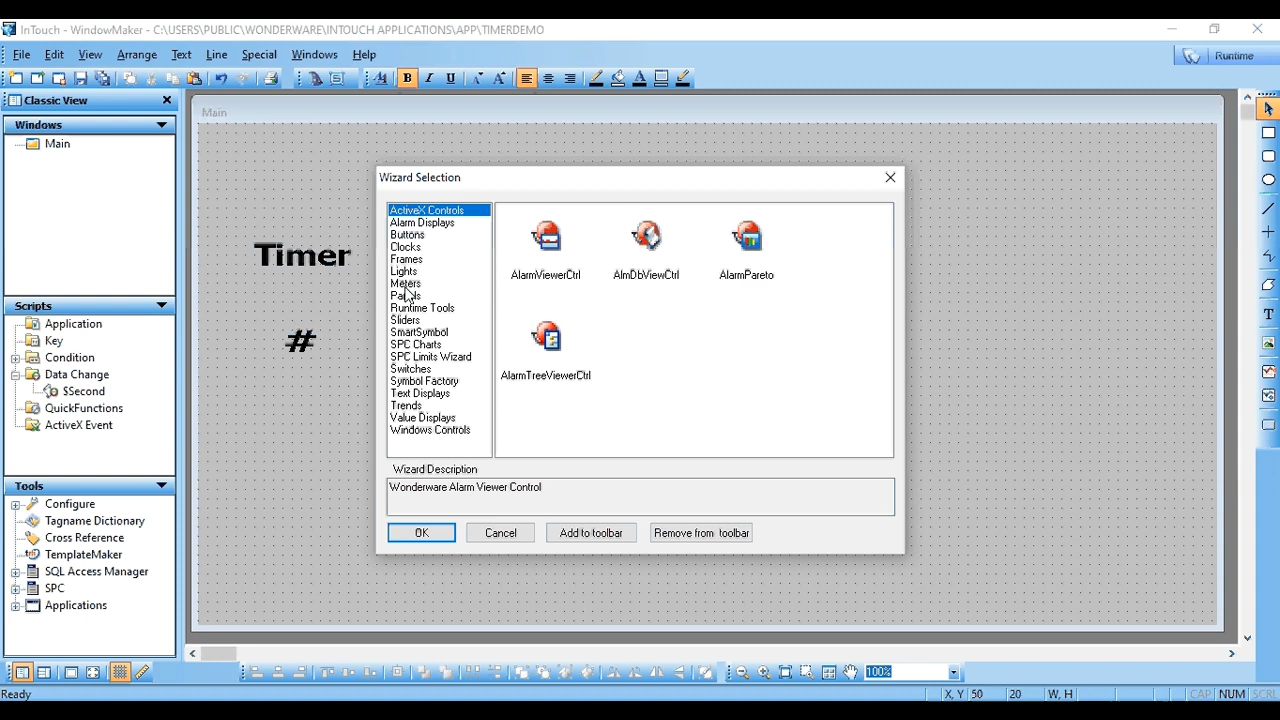 InTouch - WindowMaker - C:\USERS\PUBLIC\WONDERWARE\INTOUCH APPLICATIONS\APP\TIMERDEMO
File Edit View Arrange Text Line Special Windows Help
Runtime
Classic View
Windows
Main
Scripts
Application
Key
Condition
Data Change
$Second
QuickFunctions
ActiveX Event
Tools
Configure
Tagname Dictionary
Cross Reference
TemplateMaker
SQL Access Manager
SPC
Applications
Main
Timer
#
Wizard Selection
ActiveX Controls
Alarm Displays
Buttons
Clocks
Frames
Lights
Meters
Panels
Runtime Tools
Sliders
SmartSymbol
SPC Charts
SPC Limits Wizard
Switches
Symbol Factory
Text Displays
Trends
Value Displays
Windows Controls
AlarmViewerCtrl AlmDbViewCtrl AlarmPareto
AlarmTreeViewerCtrl
Wizard Description
Wonderware Alarm Viewer Control
OK Cancel Add to toolbar Remove from toolbar
100%
Ready X, Y 50 20 W, H CAP NUM SCRL